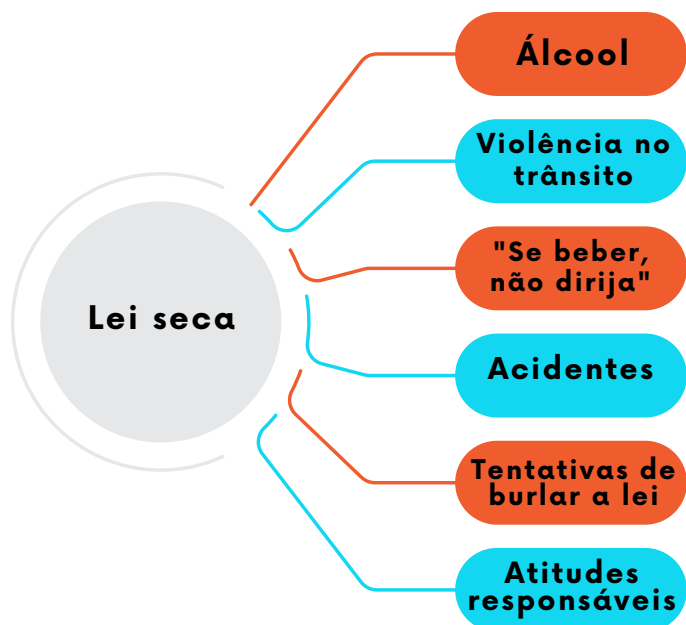 Álcool
Violência no
trânsito
"Se beber,
não dirija"
Lei seca
Acidentes
Tentativas de
burlar a lei
Atitudes
responsáveis